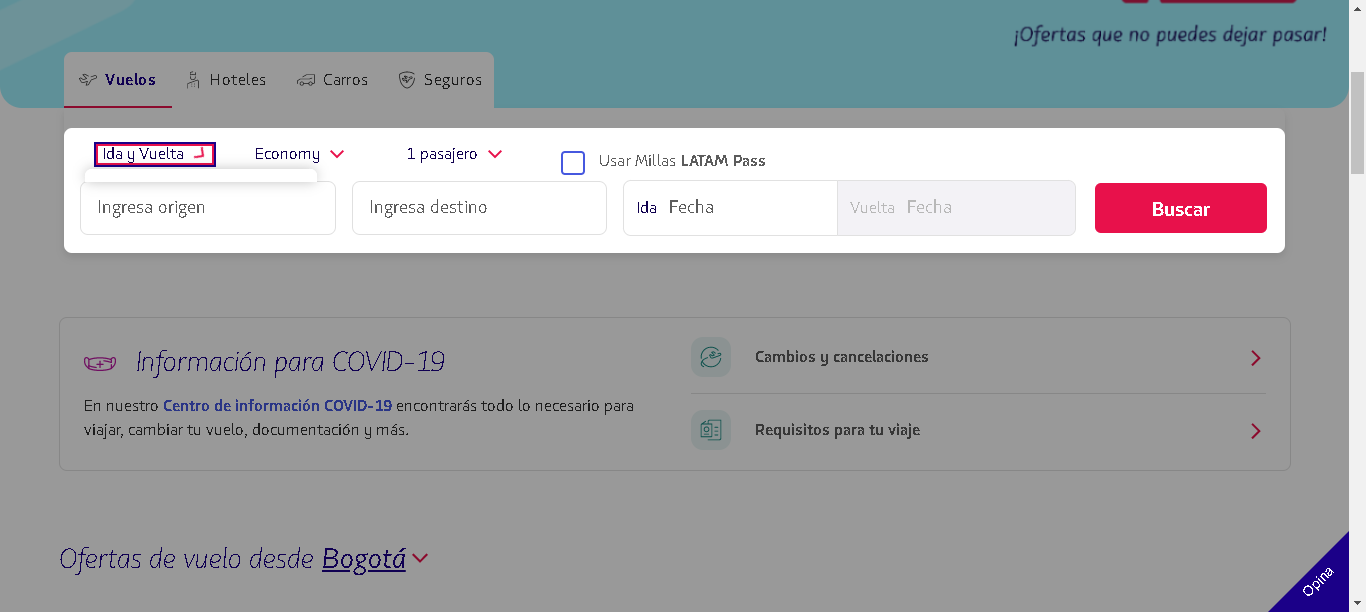 ¡Ofertas que no puedes dejar pasar!
Vuelos Hoteles Carros Seguros
Ida y Vuelta Economy 1 pasajero Usar Millas LATAM Pass
Ingresa origen Ingresa destino Ida Fecha Vuelta Fecha Buscar
Información para COVID-19
En nuestro Centro de información COVID-19 encontrarás todo lo necesario para
viajar, cambiar tu vuelo, documentación y más.
Cambios y cancelaciones
Requisitos para tu viaje
Ofertas de vuelo desde Bogotá
Opina